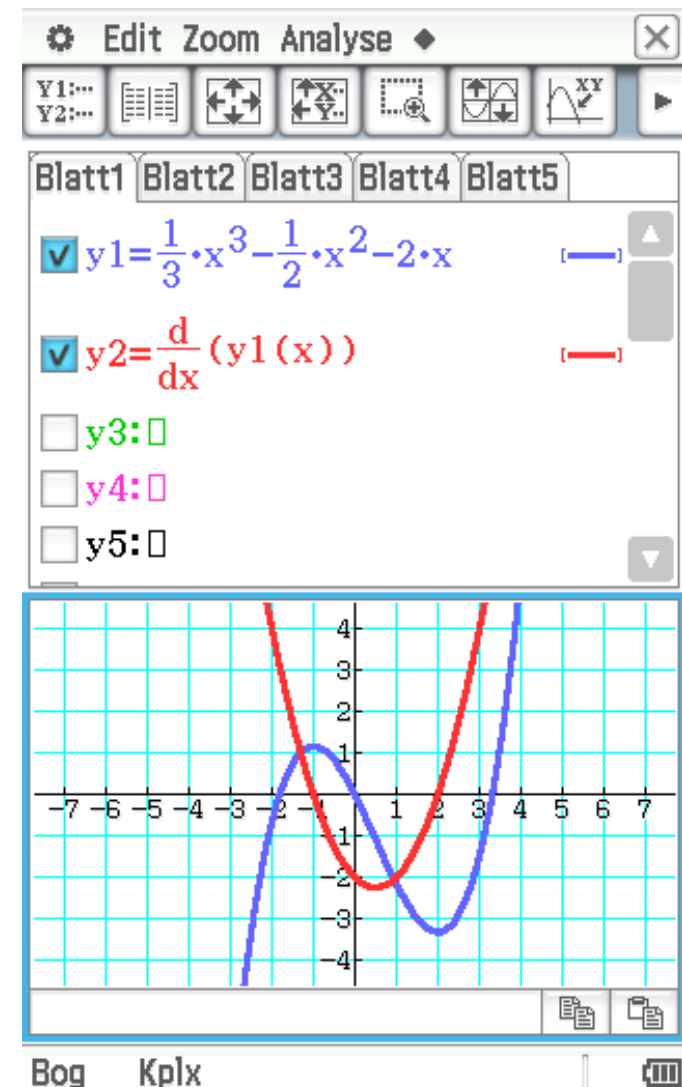 Edit Zoom Analyse
Y1:··· XY
Y2:···
Blatt1 Blatt2 Blatt3 Blatt4 Blatt5
y1=1/3·x^3-1/2·x^2-2·x
y2=d/dx(y1(x))
y3:
y4:
y5:
4
3
2
1
-7 -6 -5 -4 -3 -2 -1 1 2 3 4 5 6 7
-1
-2
-3
-4
Bog Kplx